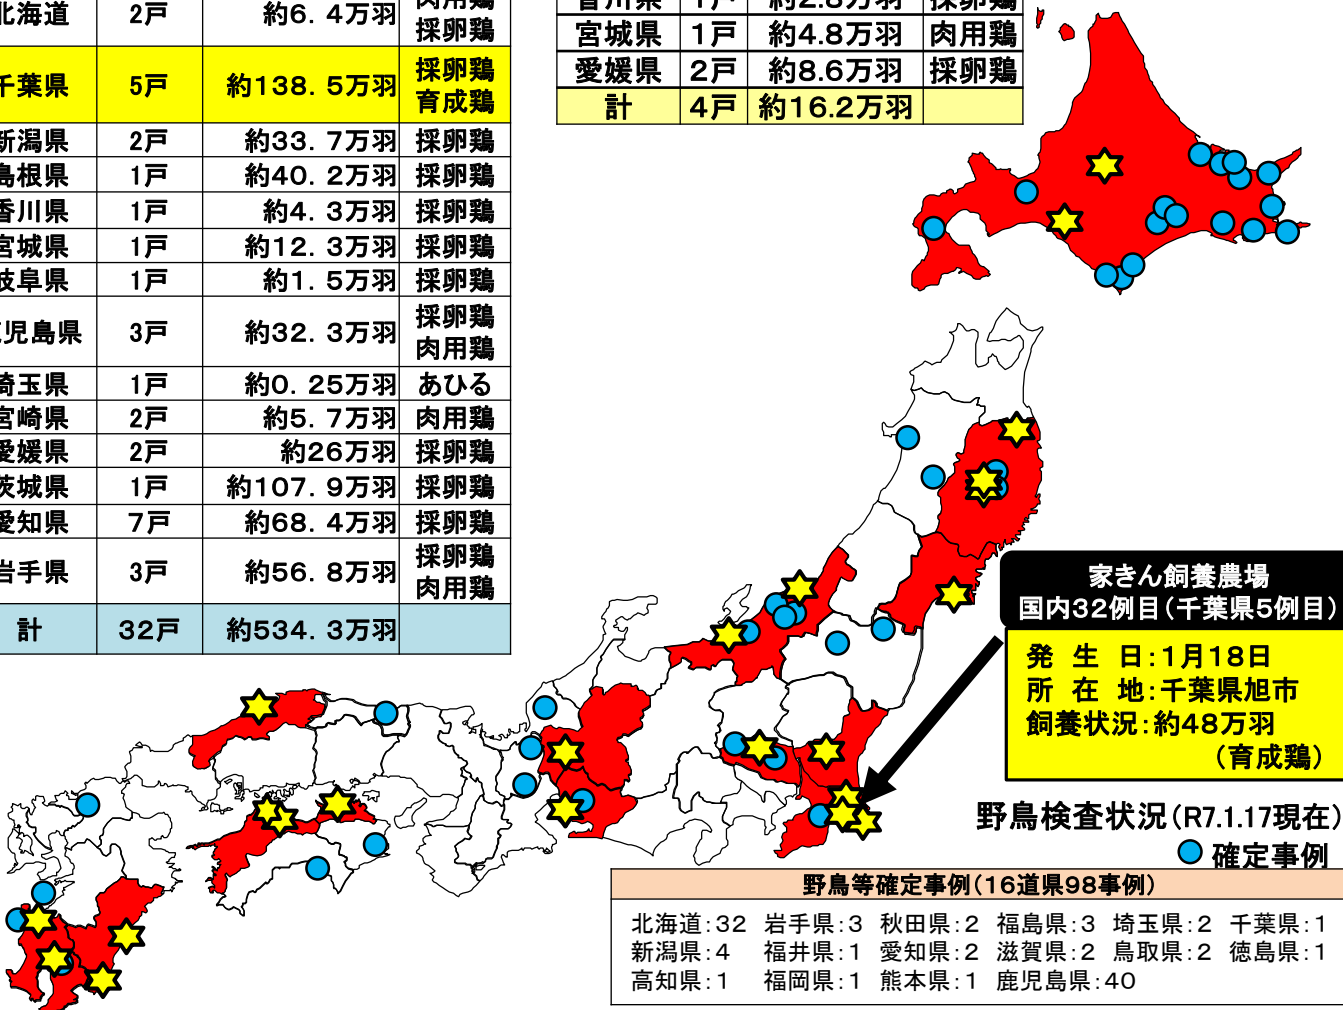 北海道 2戸 約6.4万羽 肉用鶏
採卵鶏
千葉県 5戸 約138.5万羽 採卵鶏
育成鶏
新潟県 2戸 約33.7万羽 採卵鶏
島根県 1戸 約40.2万羽 採卵鶏
香川県 1戸 約4.3万羽 採卵鶏
宮城県 1戸 約12.3万羽 採卵鶏
岐阜県 1戸 約1.5万羽 採卵鶏
児島県 3戸 約32.3万羽 採卵鶏
肉用鶏
埼玉県 1戸 約0.25万羽 あひる
宮崎県 2戸 約5.7万羽 肉用鶏
愛媛県 2戸 約26万羽 採卵鶏
茨城県 1戸 約107.9万羽 採卵鶏
愛知県 7戸 約68.4万羽 採卵鶏
岩手県 3戸 約56.8万羽 採卵鶏
肉用鶏
計 32戸 約534.3万羽
香川県 1戸 約2.8万羽 採卵鶏
宮城県 1戸 約4.8万羽 肉用鶏
愛媛県 2戸 約8.6万羽 採卵鶏
計 4戸 約16.2万羽
家きん飼養農場
国内32例目(千葉県5例目)
発生日:1月18日
所在地:千葉県旭市
飼養状況:約48万羽
(育成鶏)
野鳥検査状況(R7.1.17現在)
確定事例
野鳥等確定事例(16道県98事例)
北海道:32 岩手県:3 秋田県:2 福島県:3 埼玉県:2 千葉県:1
新潟県:4 福井県:1 愛知県:2 滋賀県:2 鳥取県:2 徳島県:1
高知県:1 福岡県:1 熊本県:1 鹿児島県:40